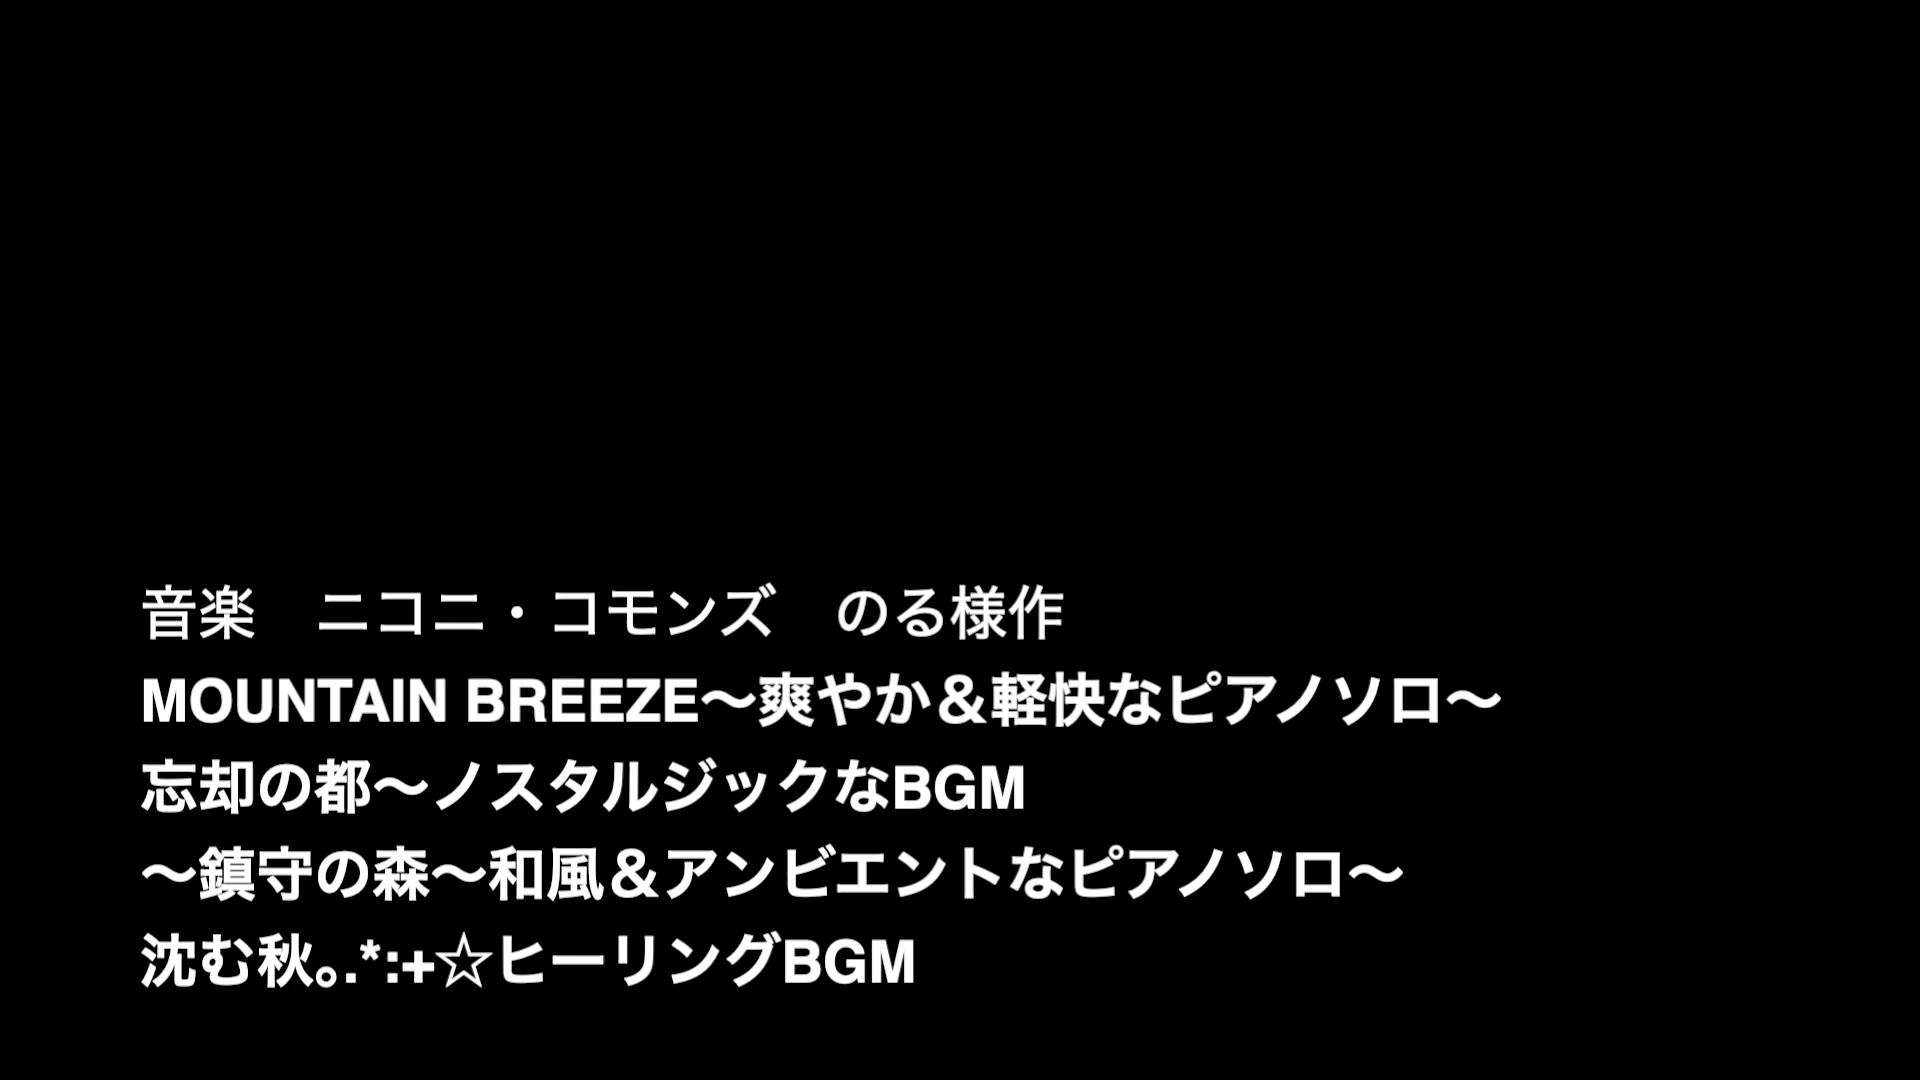 音楽　ニコニ・コモンズ　のる様作
MOUNTAIN BREEZE〜爽やか＆軽快なピアノソロ〜
忘却の都〜ノスタルジックなBGM
〜鎮守の森〜和風＆アンビエントなピアノソロ〜
沈む秋｡.*:+☆ヒーリングBGM